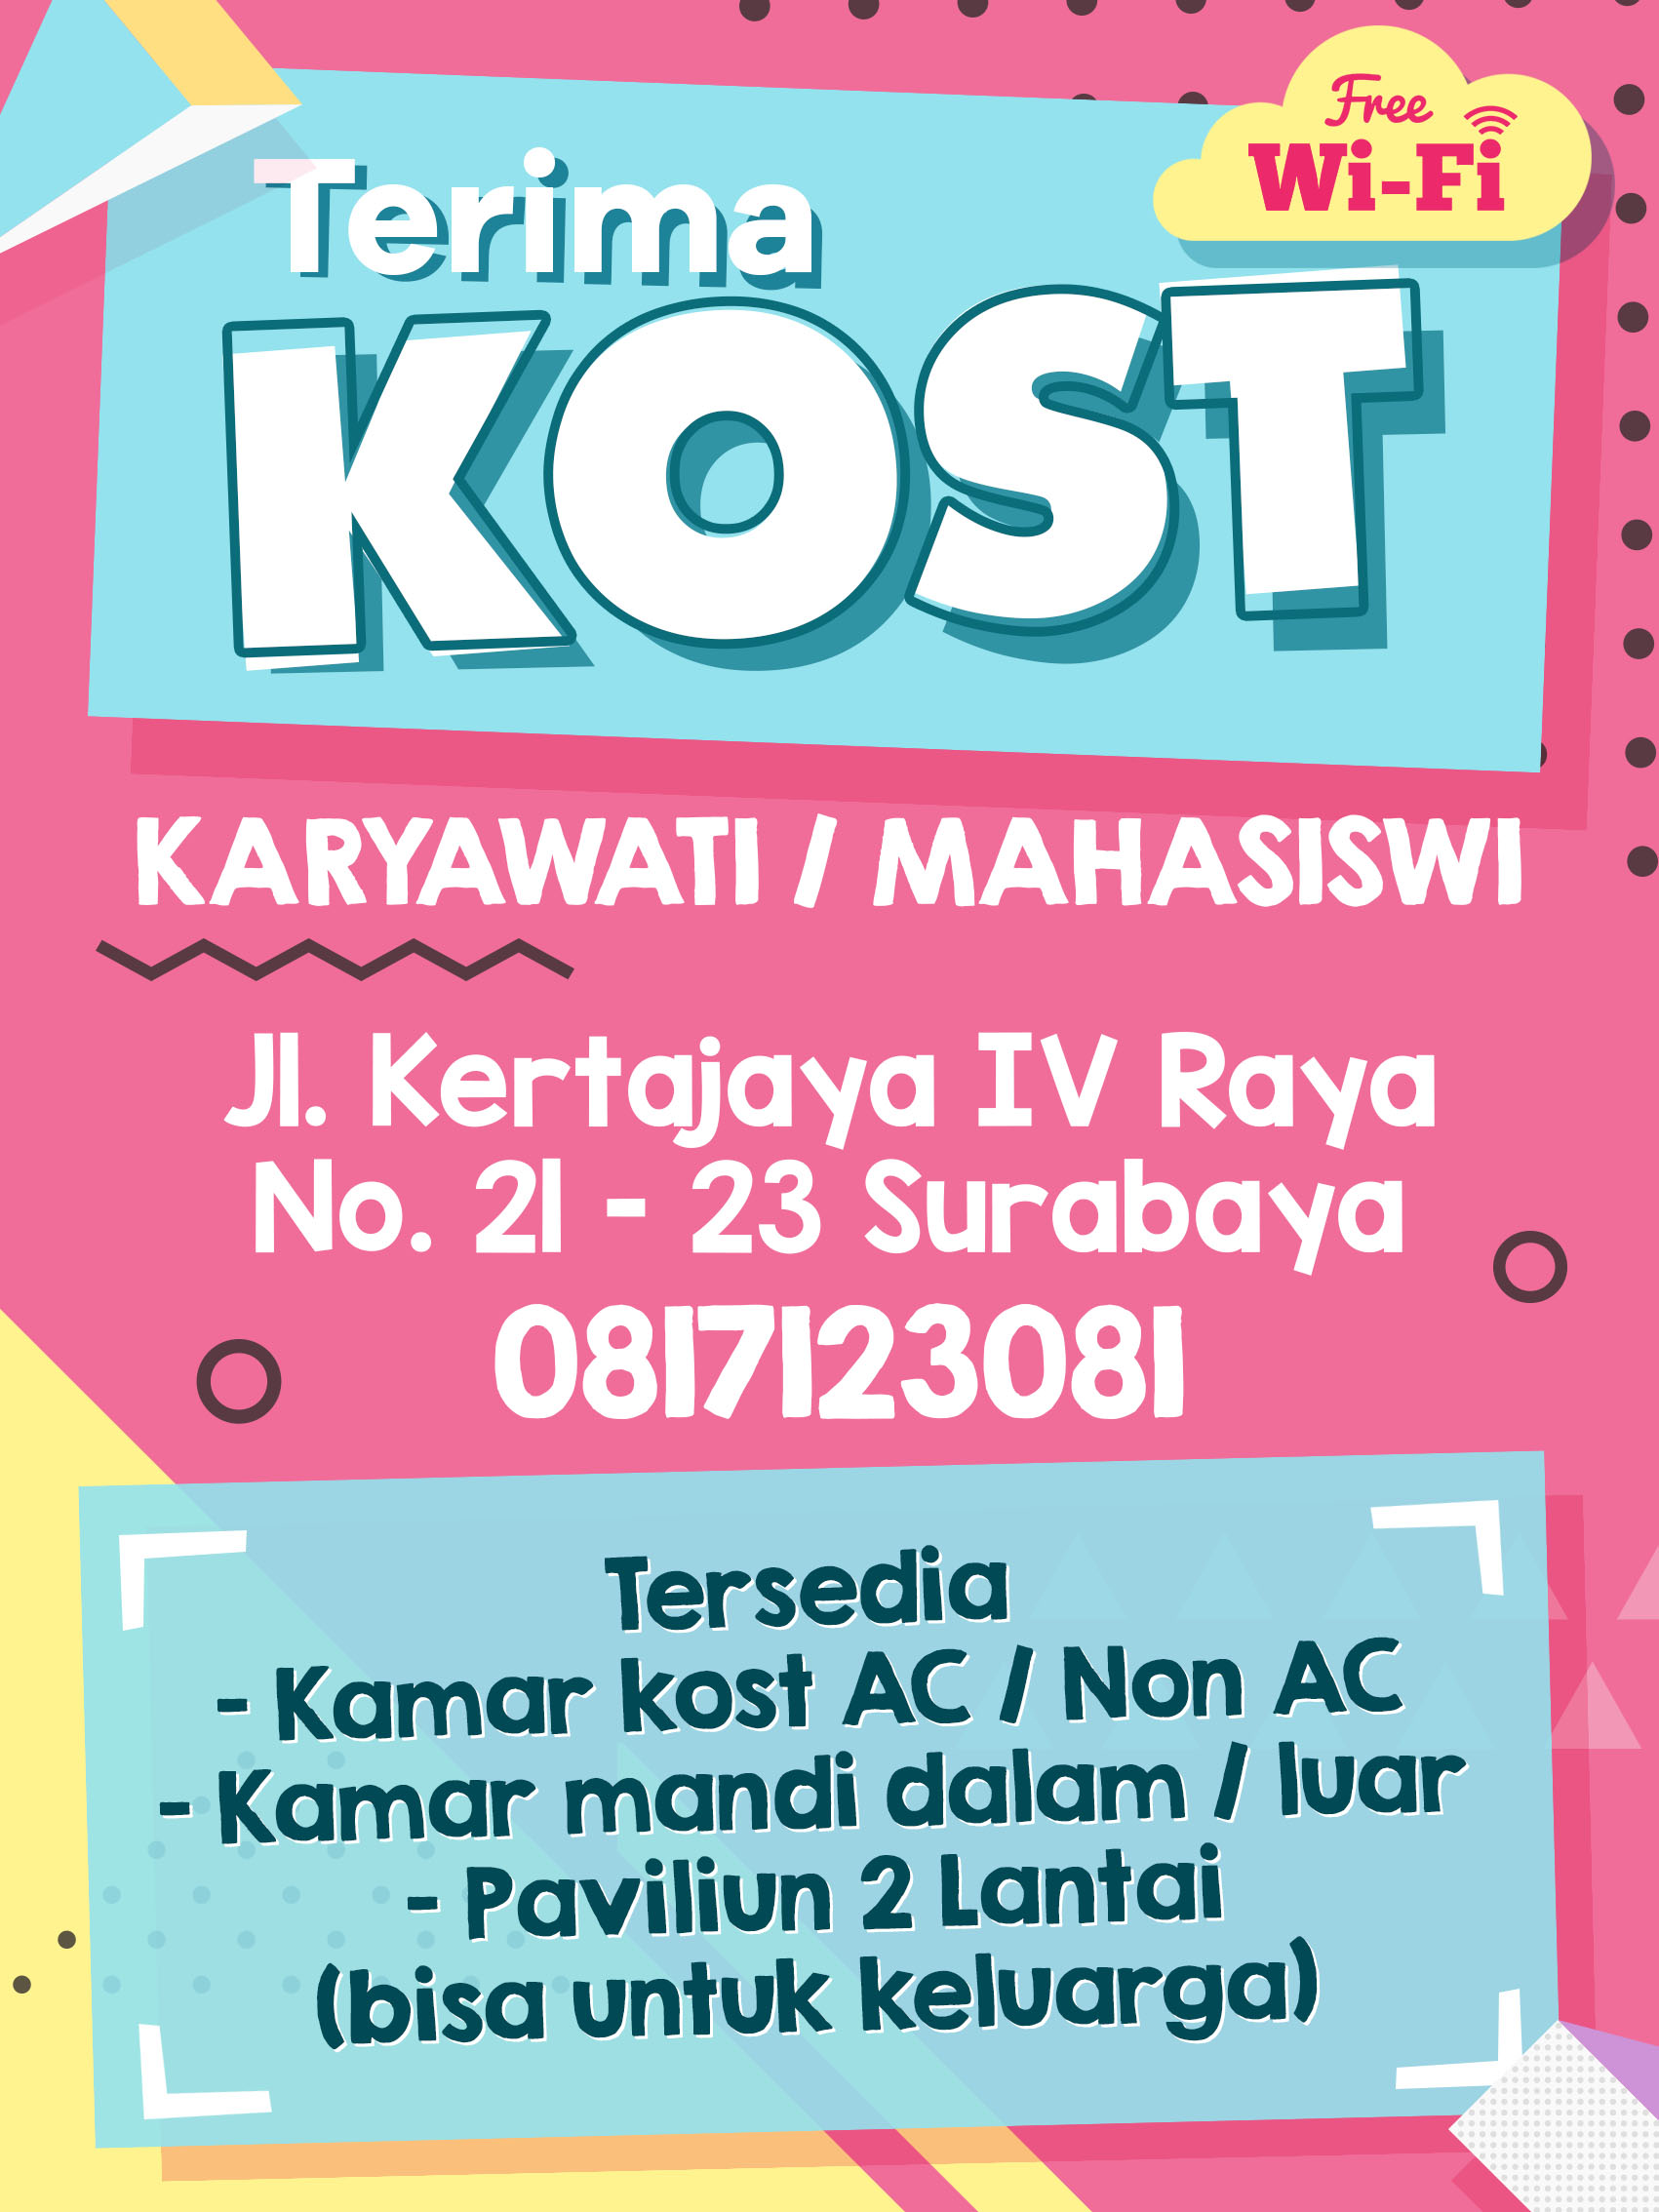 Free
Wi-Fi
Terima
KOST
KARYAWATI / MAHASISWI
Jl. Kertajaya IV Raya
No. 21 - 23 Surabaya
0817123081
Tersedia
- Kamar kost AC / Non AC
- Kamar mandi dalam / luar
- Paviliun 2 Lantai
(bisa untuk keluarga)